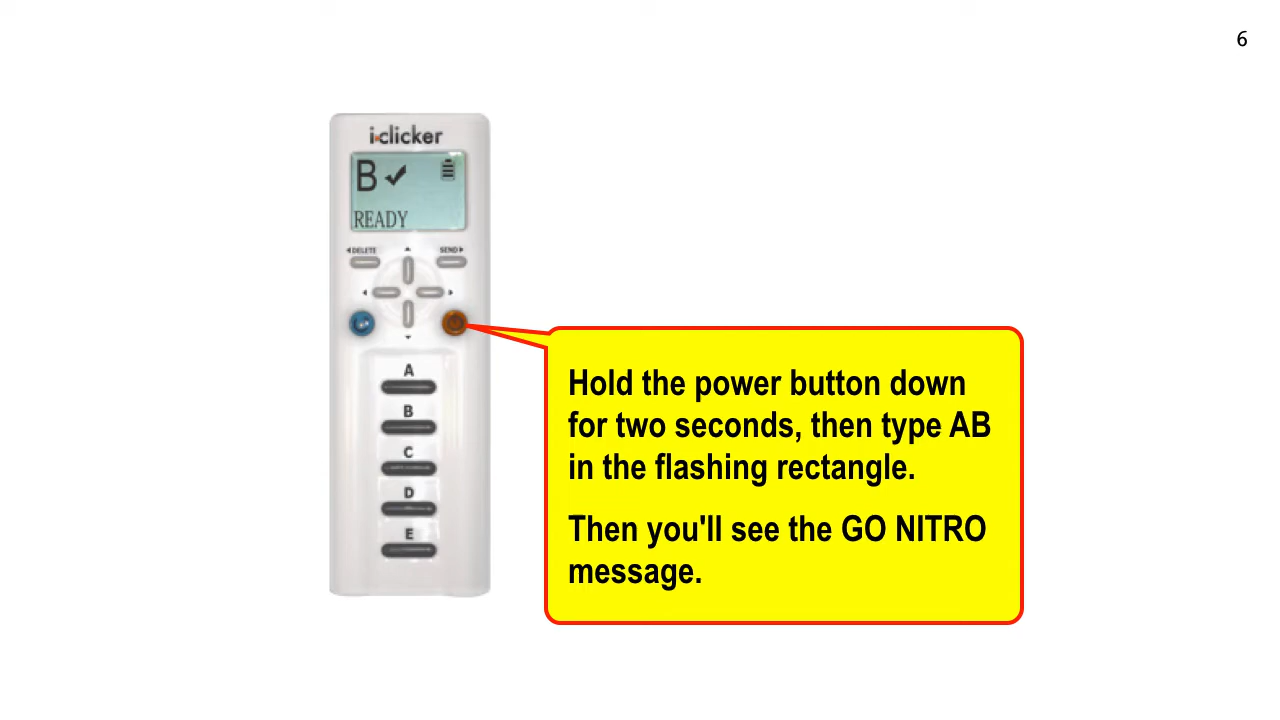 6
i-clicker
B
READY
DELETE
SEND
A
B
C
D
E
Hold the power button down
for two seconds, then type AB
in the flashing rectangle.
Then you'll see the GO NITRO
message.